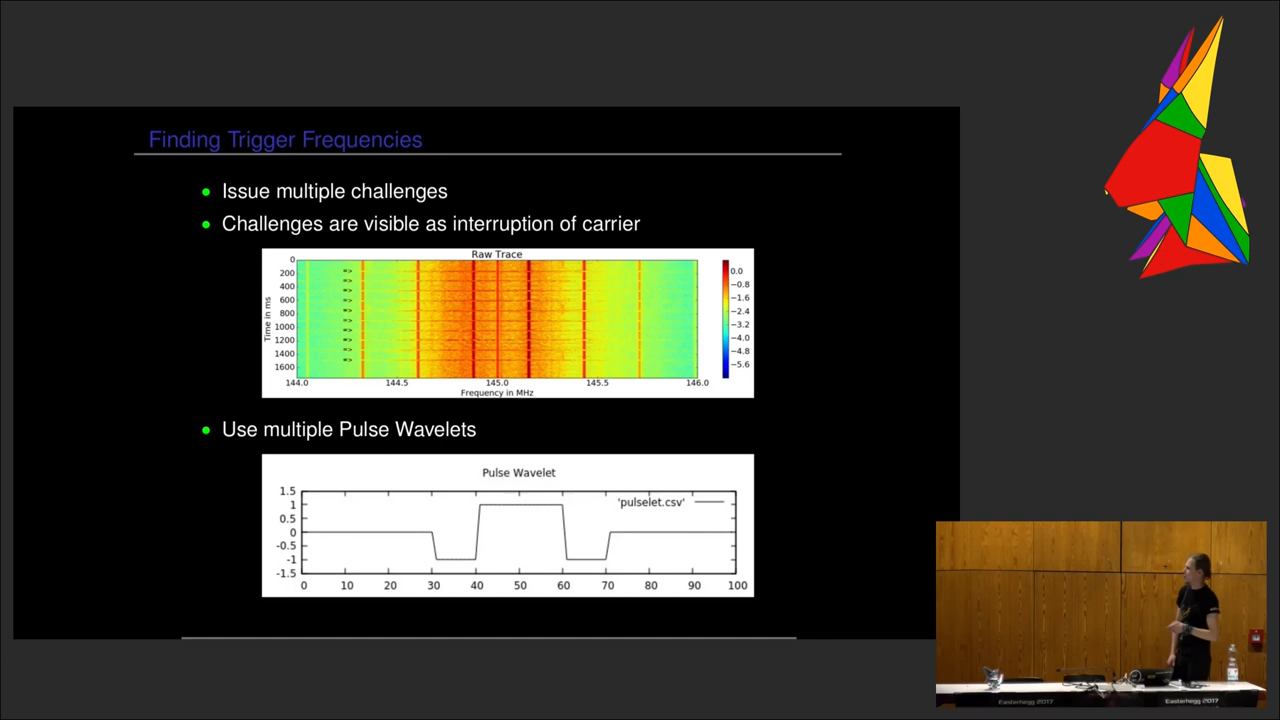 Finding Trigger Frequencies
Issue multiple challenges
Challenges are visible as interruption of carrier
Raw Trace
0
200
400
600
800
1000
1200
1400
1600
Time in ms
=>
=>
=>
=>
=>
=>
=>
=>
=>
=>
144.0 144.5 145.0 145.5 146.0
Frequency in MHz
0.0
−0.8
−1.6
−2.4
−3.2
−4.0
−4.8
−5.6
Use multiple Pulse Wavelets
Pulse Wavelet
'pulselet.csv'
1.5
1
0.5
0
-0.5
-1
-1.5
0 10 20 30 40 50 60 70 80 90 100
Easterhegg 2017 Easterhegg 2017